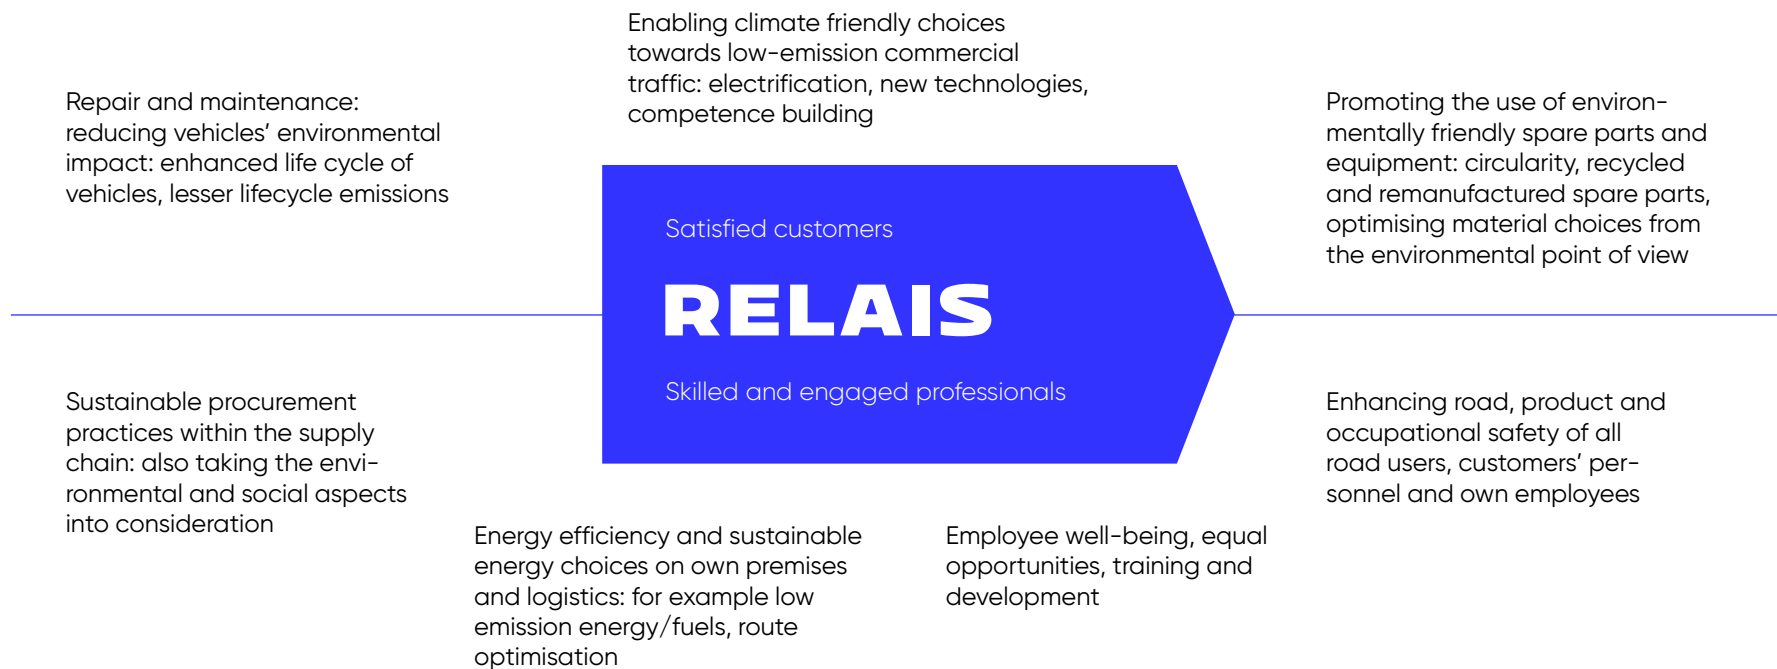 Enabling climate friendly choices
towards low-emission commercial
traffic: electrification, new technologies,
competence building
Repair and maintenance:
reducing vehicles' environmental
impact: enhanced life cycle of
vehicles, lesser lifecycle emissions
Promoting the use of environ-
mentally friendly spare parts and
equipment: circularity, recycled
and remanufactured spare parts,
optimising material choices from
the environmental point of view
Satisfied customers
RELAIS
Skilled and engaged professionals
Sustainable procurement
practices within the supply
chain: also taking the envi-
ronmental and social aspects
into consideration
Energy efficiency and sustainable
energy choices on own premises
and logistics: for example low
emission energy/fuels, route
optimisation
Employee well-being, equal
opportunities, training and
development
Enhancing road, product and
occupational safety of all
road users, customers' per-
sonnel and own employees